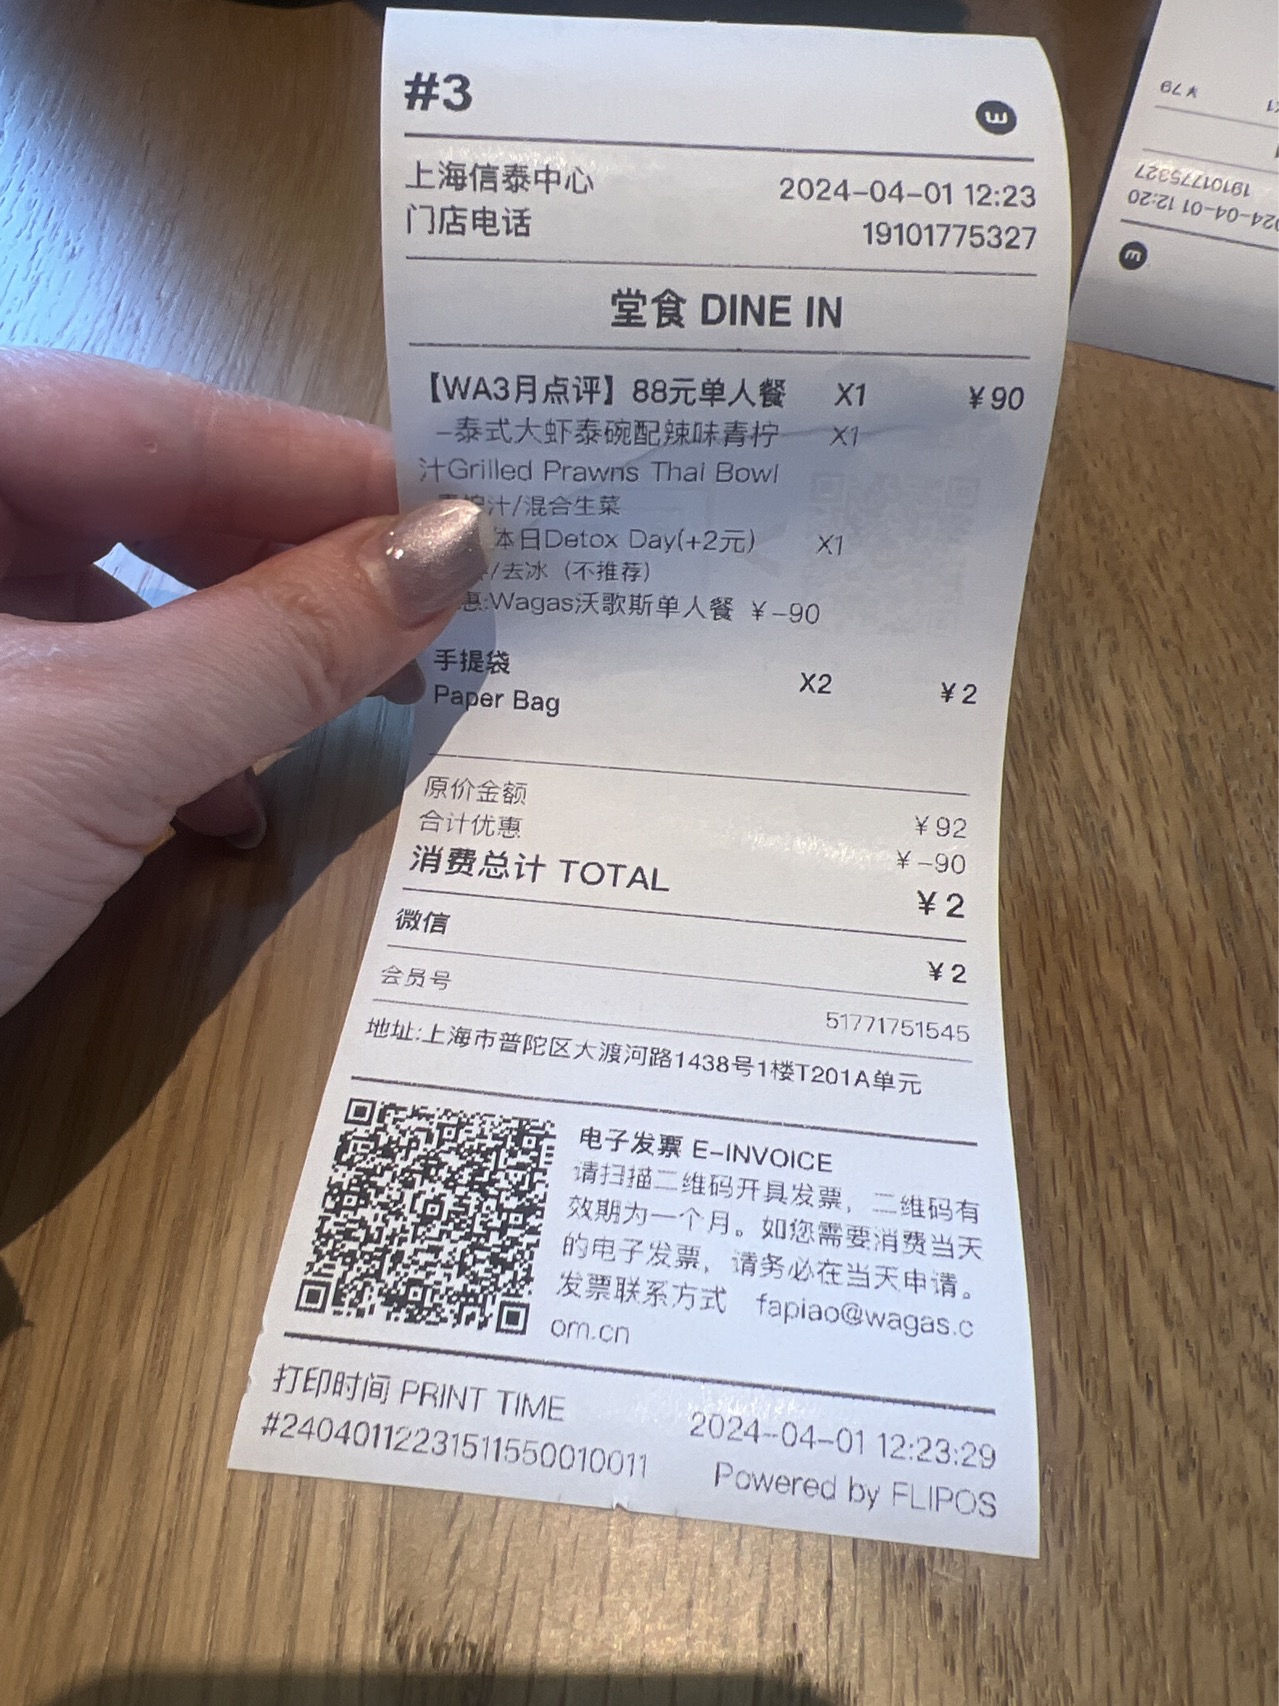 #3
上海信泰中心 2024-04-01 12:23
门店电话 19101775327
堂食 DINE IN
【WA3月点评】88元单人餐 X1 ¥90
-泰式大虾泰碗配辣味青柠 X1
汁Grilled Prawns Thai Bowl
汁/混合生菜
本日Detox Day(+2元) X1
/去冰（不推荐）
惠:Wagas沃歌斯单人餐 ¥-90
手提袋
Paper Bag X2 ¥2
原价金额 ¥92
合计优惠 ¥-90
消费总计 TOTAL ¥2
微信 ¥2
会员号 51771751545
地址:上海市普陀区大渡河路1438号1楼T201A单元
电子发票 E-INVOICE
请扫描二维码开具发票，二维码有
效期为一个月。如您需要消费当天
的电子发票，请务必在当天申请。
发票联系方式 fapiao@wagas.c
om.cn
打印时间 PRINT TIME 2024-04-01 12:23:29
#24040112231511550010011 Powered by FLIPOS
24-04-01 12:20
19101775327
X1 ¥79